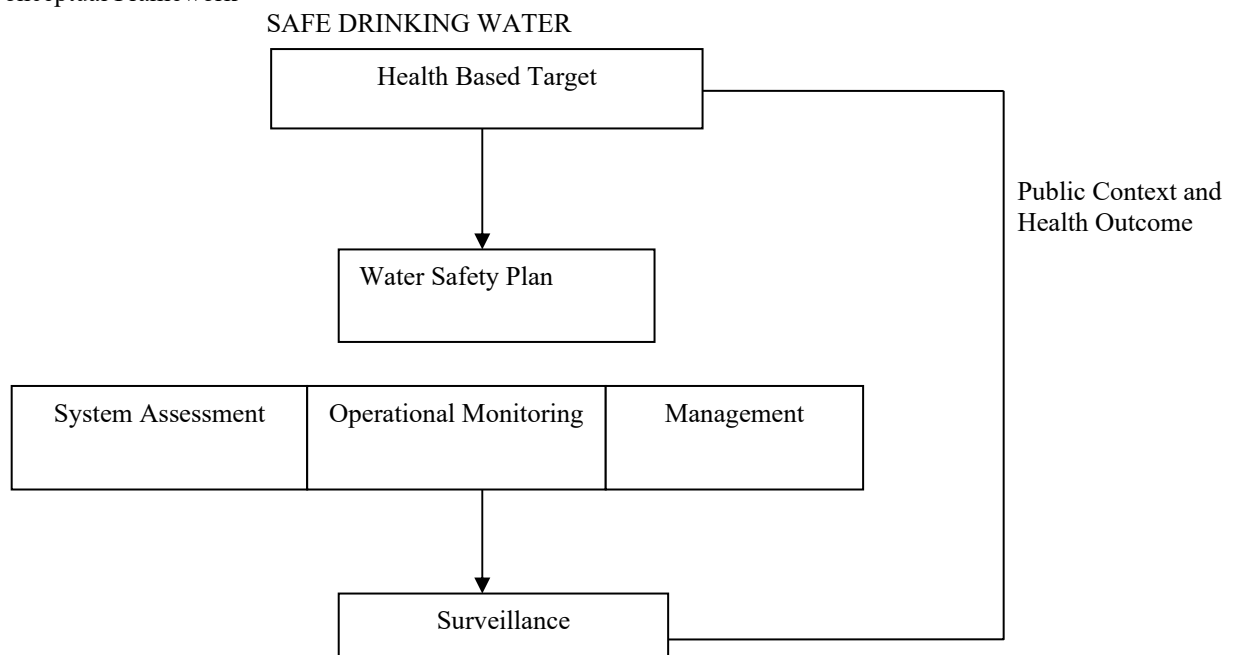 SAFE DRINKING WATER
Health Based Target
Public Context and
Health Outcome
Water Safety Plan
System Assessment
Operational Monitoring
Management
Surveillance